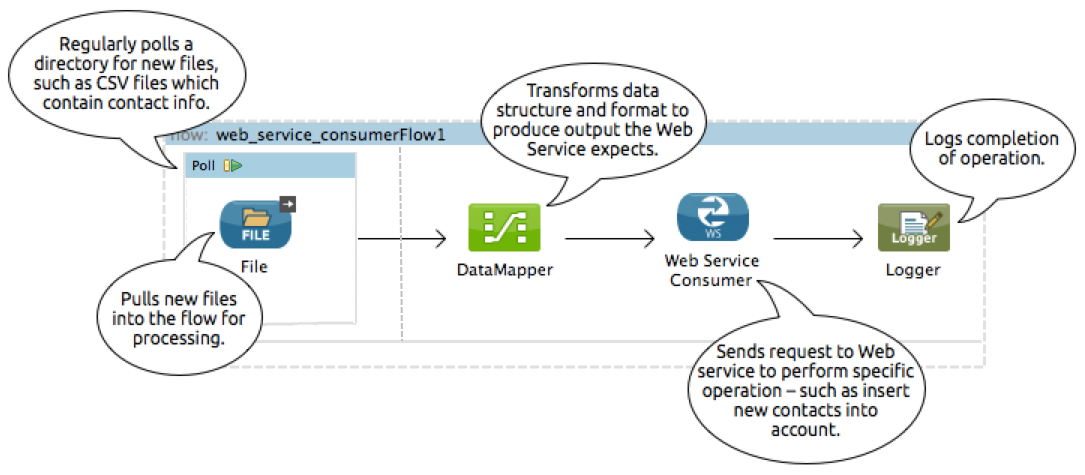 Regularly polls a
directory for new files,
such as CSV files which
contain contact info.
Transforms data
structure and format to
produce output the Web
Service expects.
Logs completion
of operation.
flow: web_service_consumerFlow1
Poll
FILE
File
DataMapper
WS
Web Service
Consumer
Logger
Logger
Pulls new files
into the flow for
processing.
Sends request to Web
service to perform specific
operation – such as insert
new contacts into
account.